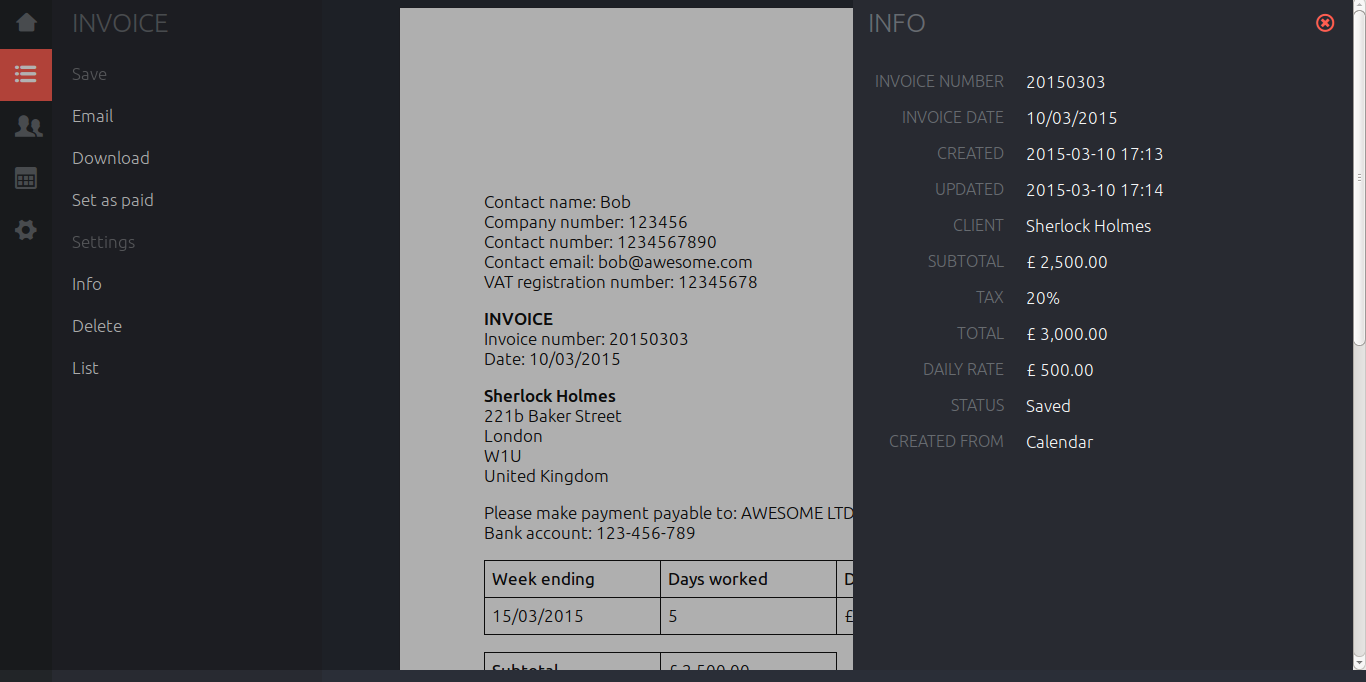 INVOICE
Save
Email
Download
Set as paid
Settings
Info
Delete
List
Contact name: Bob
Company number: 123456
Contact number: 1234567890
Contact email: bob@awesome.com
VAT registration number: 12345678
INVOICE
Invoice number: 20150303
Date: 10/03/2015
Sherlock Holmes
221b Baker Street
London
W1U
United Kingdom
Please make payment payable to: AWESOME LTD
Bank account: 123-456-789
Week ending Days worked D
15/03/2015 5 £
Subtotal £ 2,500.00
INFO
INVOICE NUMBER 20150303
INVOICE DATE 10/03/2015
CREATED 2015-03-10 17:13
UPDATED 2015-03-10 17:14
CLIENT Sherlock Holmes
SUBTOTAL £ 2,500.00
TAX 20%
TOTAL £ 3,000.00
DAILY RATE £ 500.00
STATUS Saved
CREATED FROM Calendar